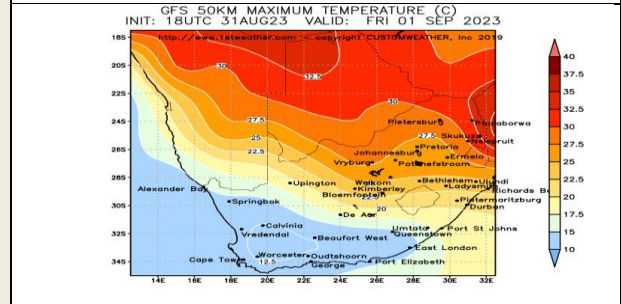 GFS 50KM MAXIMUM TEMPERATURE (C)
INIT: 18UTC 31AUG23 VALID: FRI 01 SEP 2023
http://www.1stweather.com -- copyright CUSTOMWEATHER, Inc 2019
18S
20S
22S
24S
26S
28S
30S
32S
34S
14E 16E 18E 20E 22E 24E 26E 28E 30E 32E
40
37.5
35
32.5
30
27.5
25
22.5
20
17.5
15
10
30
32.5
30
27.5
25
22.5
27.5
20
12.5
Pietersburg
Phalaborwa
Skukuza
Nelspruit
Pretoria
Johannesburg
Ermelo
Vryburg
Potchefstroom
Upington
Welkom
Kimberley
Bloemfontein
Bethlehem
Ulundi
Ladysmith
Richards B
Pietermaritzburg
Durban
Alexander Bay
Springbok
De Aar
Calvinia
Vredendal
Beaufort West
Umtata
Port St Johns
Queenstown
East London
Cape Town
Worcester
Oudtshoorn
George
Port Elizabeth